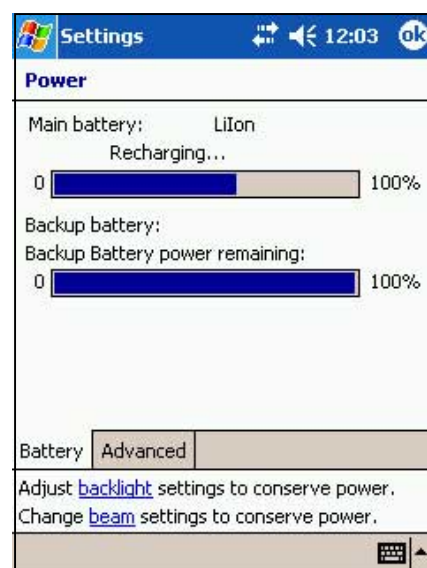 Settings 12:03 ok
Power
Main battery: LiIon
Recharging...
0 100%
Backup battery:
Backup Battery power remaining:
0 100%
Battery Advanced
Adjust backlight settings to conserve power.
Change beam settings to conserve power.